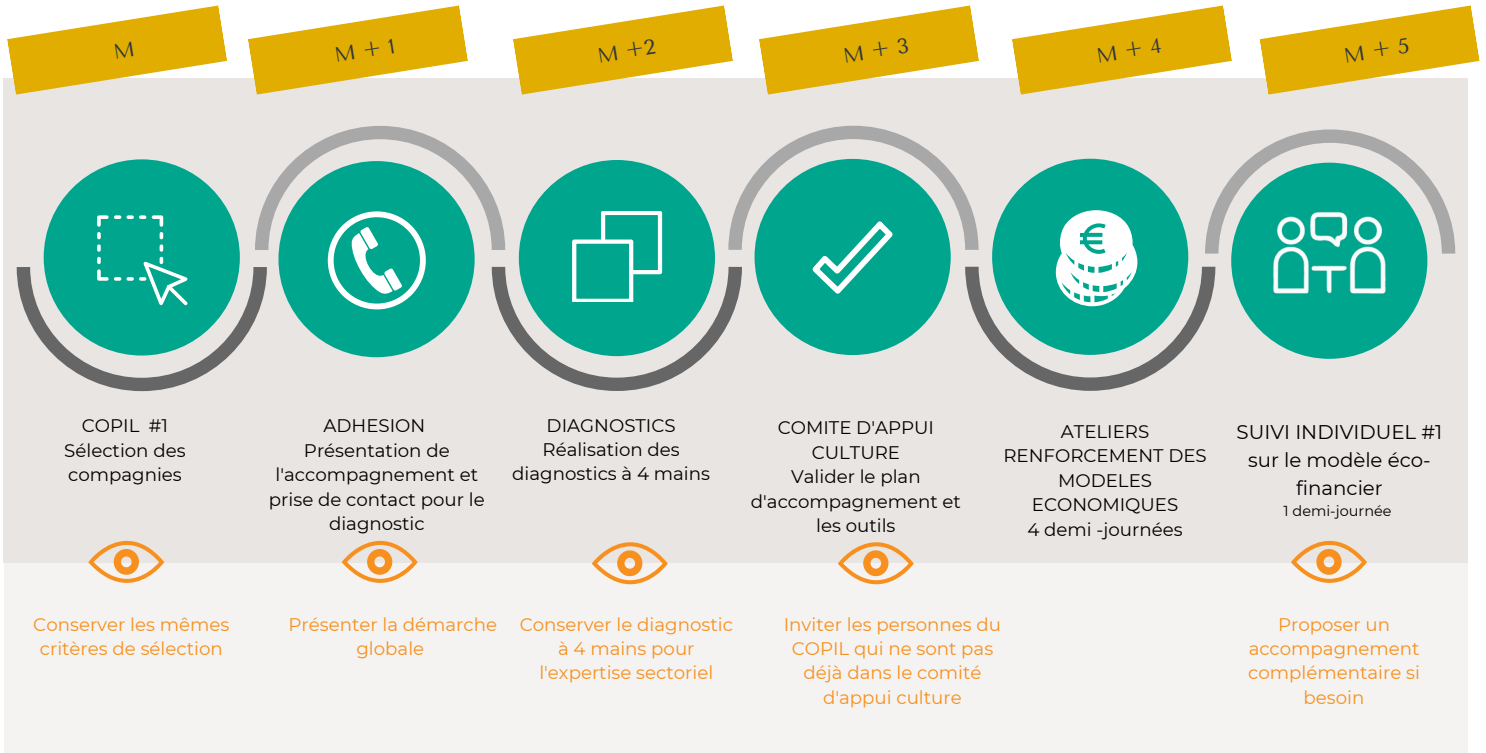 M
M + 1
M +2
M + 3
M + 4
M + 5
€
COPIL #1
Sélection des
compagnies
ADHESION
Présentation de
l'accompagnement et
prise de contact pour le
diagnostic
DIAGNOSTICS
Réalisation des
diagnostics à 4 mains
COMITE D'APPUI
CULTURE
Valider le plan
d'accompagnement et
les outils
ATELIERS
RENFORCEMENT DES
MODELES
ECONOMIQUES
4 demi -journées
SUIVI INDIVIDUEL #1
sur le modèle éco-
financier
1 demi-journée
Conserver les mêmes
critères de sélection
Présenter la démarche
globale
Conserver le diagnostic
à 4 mains pour
l'expertise sectoriel
Inviter les personnes du
COPIL qui ne sont pas
déjà dans le comité
d'appui culture
Proposer un
accompagnement
complémentaire si
besoin